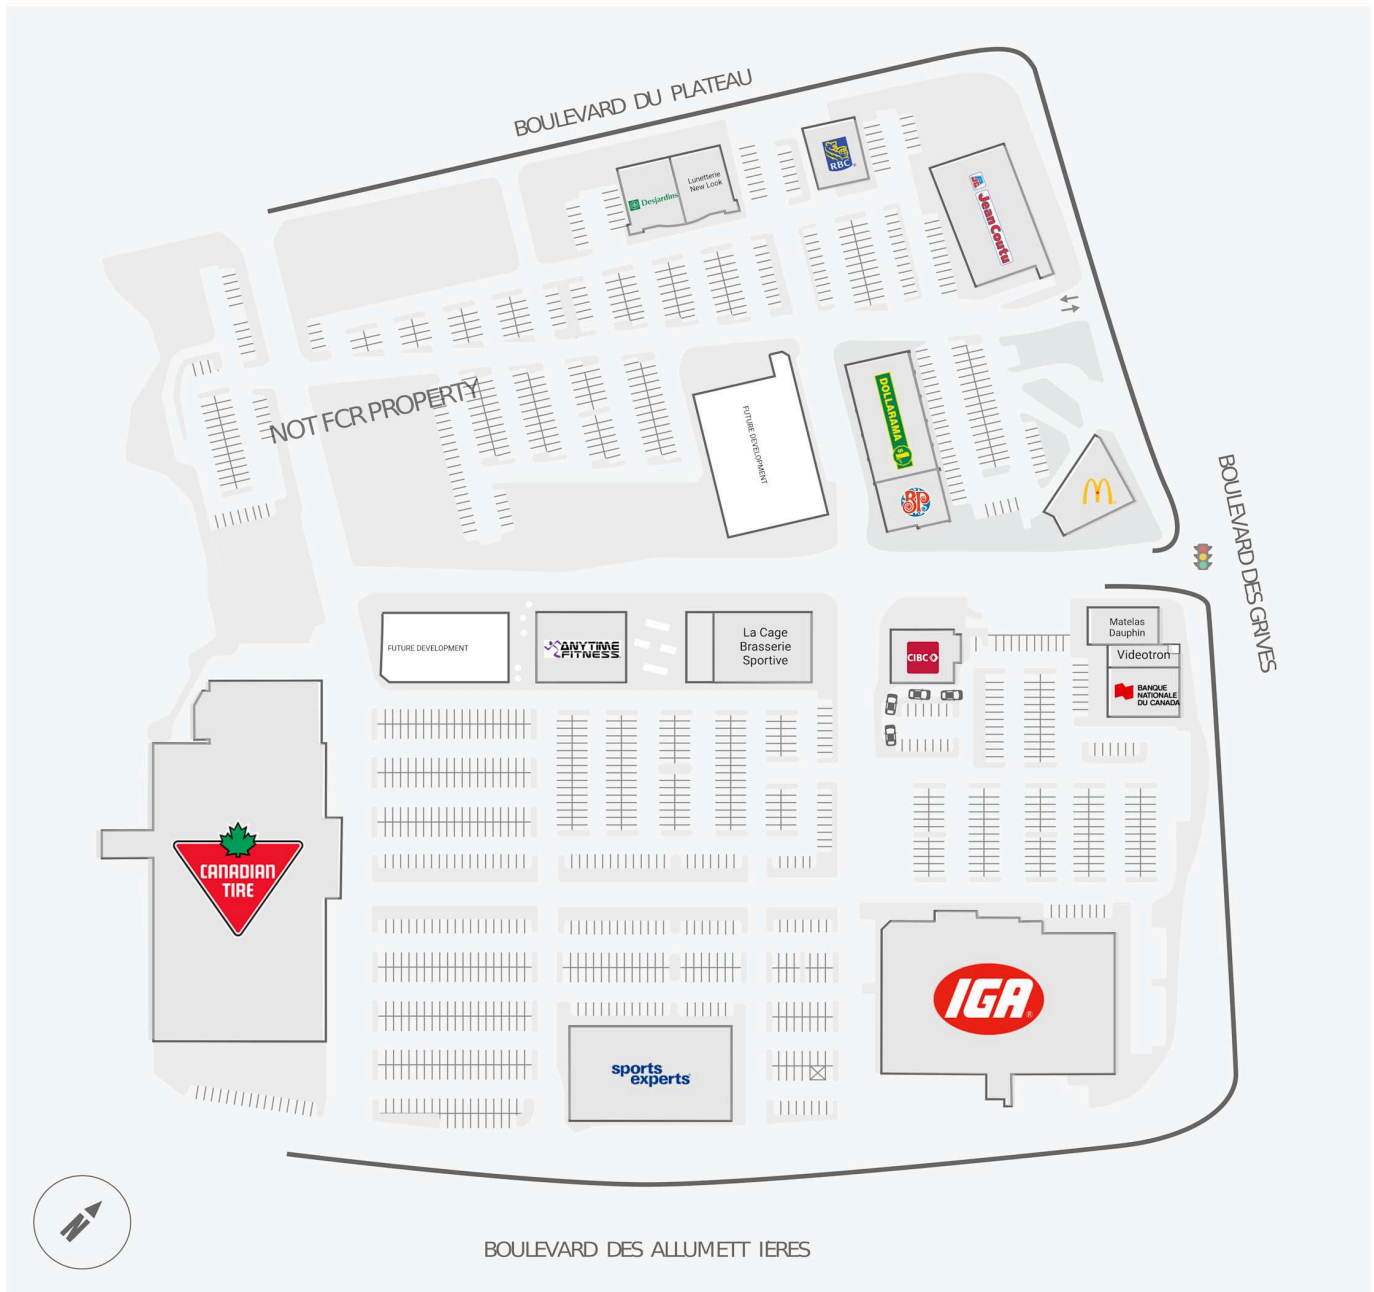 BOULEVARD DU PLATEAU
RBC
Lunetterie
New Look
Desjardins
Jean Coutu
NOT FCR PROPERTY
FUTURE DEVELOPMENT
DOLLARAMA
BP
BOULEVARD DES GRIVES
FUTURE DEVELOPMENT
ANYTIME
FITNESS
La Cage
Brasserie
Sportive
CIBC
Matelas
Dauphin
Videotron
BANQUE
NATIONALE
DU CANADA
CANADIAN
TIRE
IGA
sports
experts
N
BOULEVARD DES ALLUMETT IÈRES